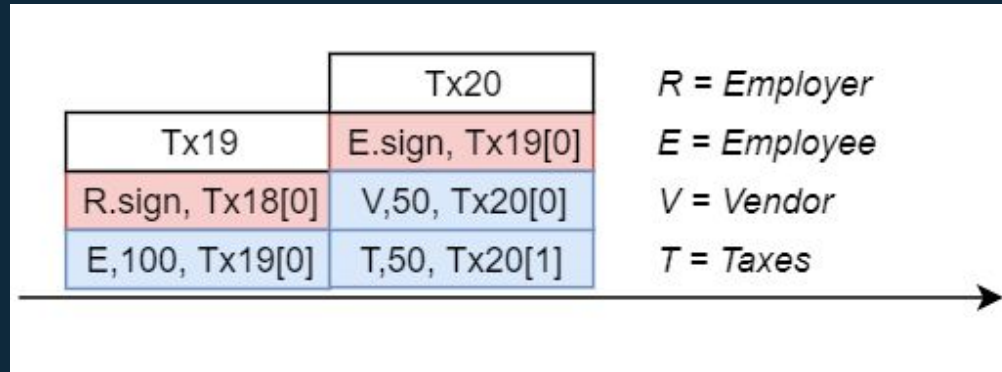 Tx20
R = Employer
Tx19
E.sign, Tx19[0]
E = Employee
R.sign, Tx18[0]
V,50, Tx20[0]
V = Vendor
E,100, Tx19[0]
T,50, Tx20[1]
T = Taxes